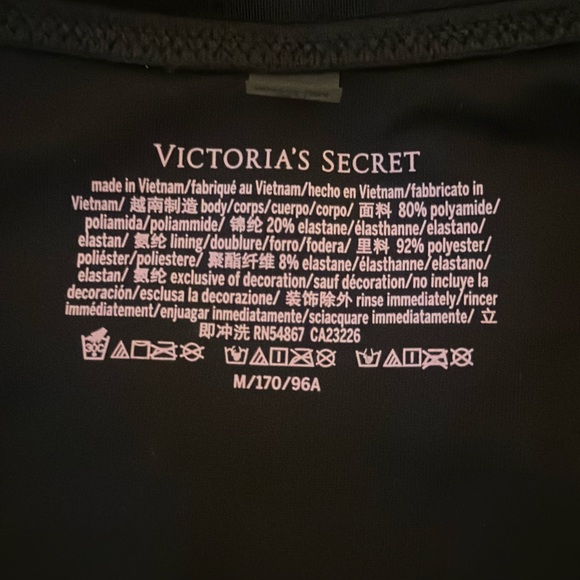 VICTORIA'S SECRET
made in Vietnam/fabriqué au Vietnam/hecho en Vietnam/fabbricato in
Vietnam/ 越南制造 body/corps/cuerpo/corpo/ 面料 80% polyamide/
poliamida/poliammide/ 锦纶 20% elastane/élasthanne/elastano/
elastan/ 氨纶 lining/doublure/forro/fodera/ 里料 92% polyester/
poliéster/poliestere/ 聚酯纤维 8% elastane/élasthanne/elastano/
elastan/ 氨纶 exclusive of decoration/sauf décoration/no incluye la
decoración/esclusa la decorazione/ 装饰除外 rinse immediately/rincer
immédiatement/enjuagar inmediatamente/sciacquare immediatamente/ 立
即冲洗 RN54867 CA23226
30C
M/170/96A